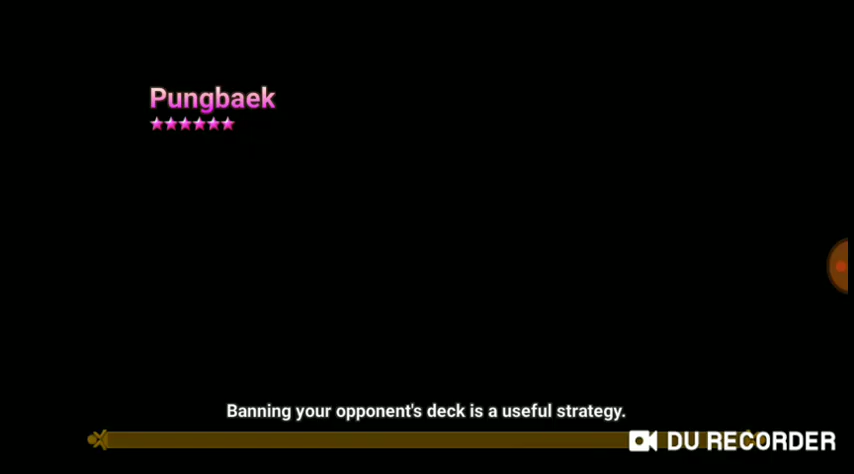 Pungbaek
Banning your opponent's deck is a useful strategy.
DU RECORDER